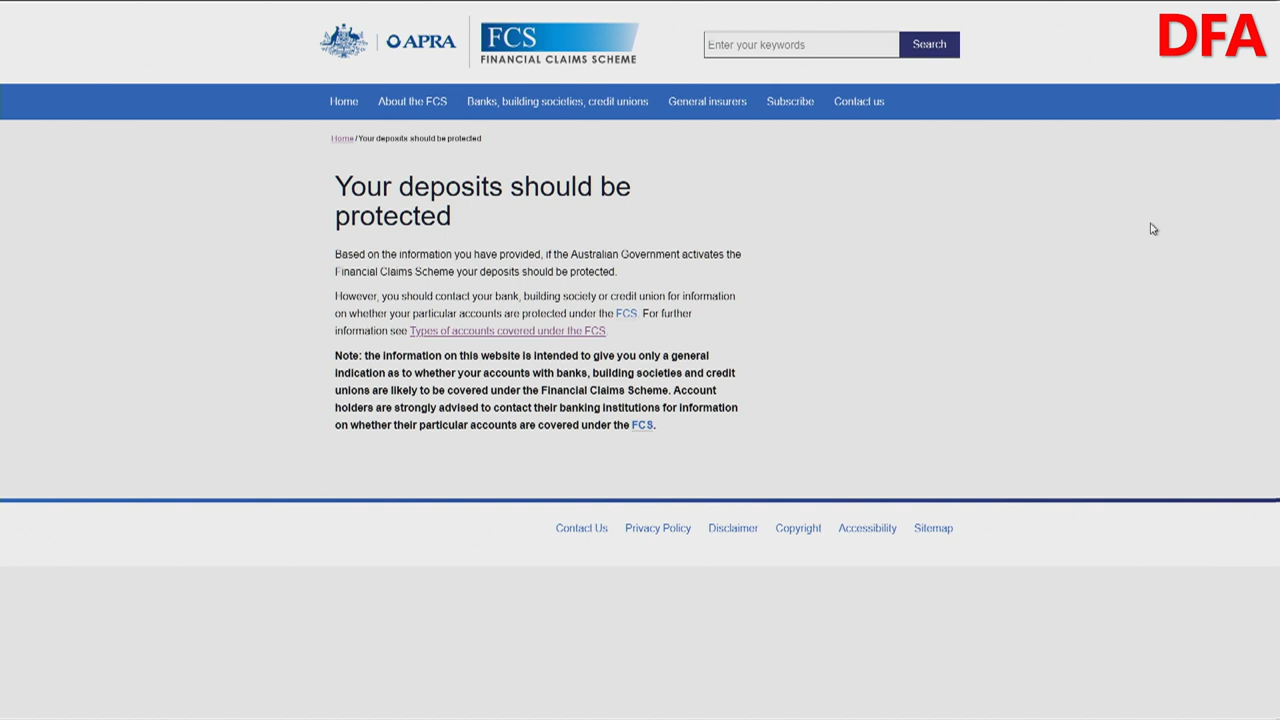 DFA
APRA
FCS
FINANCIAL CLAIMS SCHEME
Enter your keywords
Search
Home
About the FCS
Banks, building societies, credit unions
General insurers
Subscribe
Contact us
Home / Your deposits should be protected
Your deposits should be
protected
Based on the information you have provided, if the Australian Government activates the
Financial Claims Scheme your deposits should be protected.
However, you should contact your bank, building society or credit union for information
on whether your particular accounts are protected under the FCS. For further
information see Types of accounts covered under the FCS.
Note: the information on this website is intended to give you only a general
indication as to whether your accounts with banks, building societies and credit
unions are likely to be covered under the Financial Claims Scheme. Account
holders are strongly advised to contact their banking institutions for information
on whether their particular accounts are covered under the FCS.
Contact Us
Privacy Policy
Disclaimer
Copyright
Accessibility
Sitemap